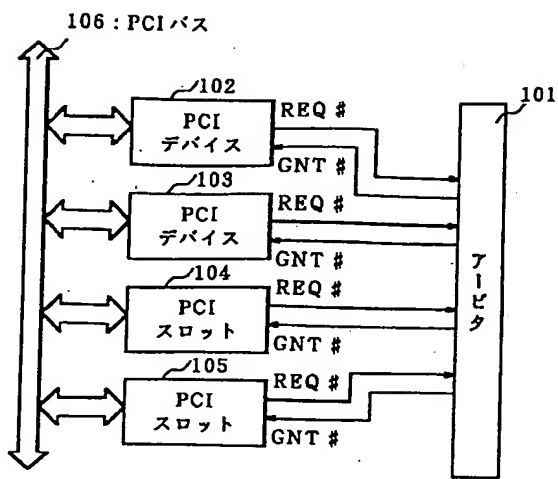 106：PCIバス
102
PCI
デバイス
REQ #
GNT #
101
アービタ
103
PCI
デバイス
REQ #
GNT #
104
PCI
スロット
REQ #
GNT #
105
PCI
スロット
REQ #
GNT #